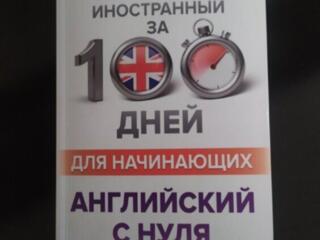 ИНОСТРАННЫЙ
ЗА
100
ДНЕЙ
ДЛЯ НАЧИНАЮЩИХ
АНГЛИЙСКИЙ
С НУЛЯ